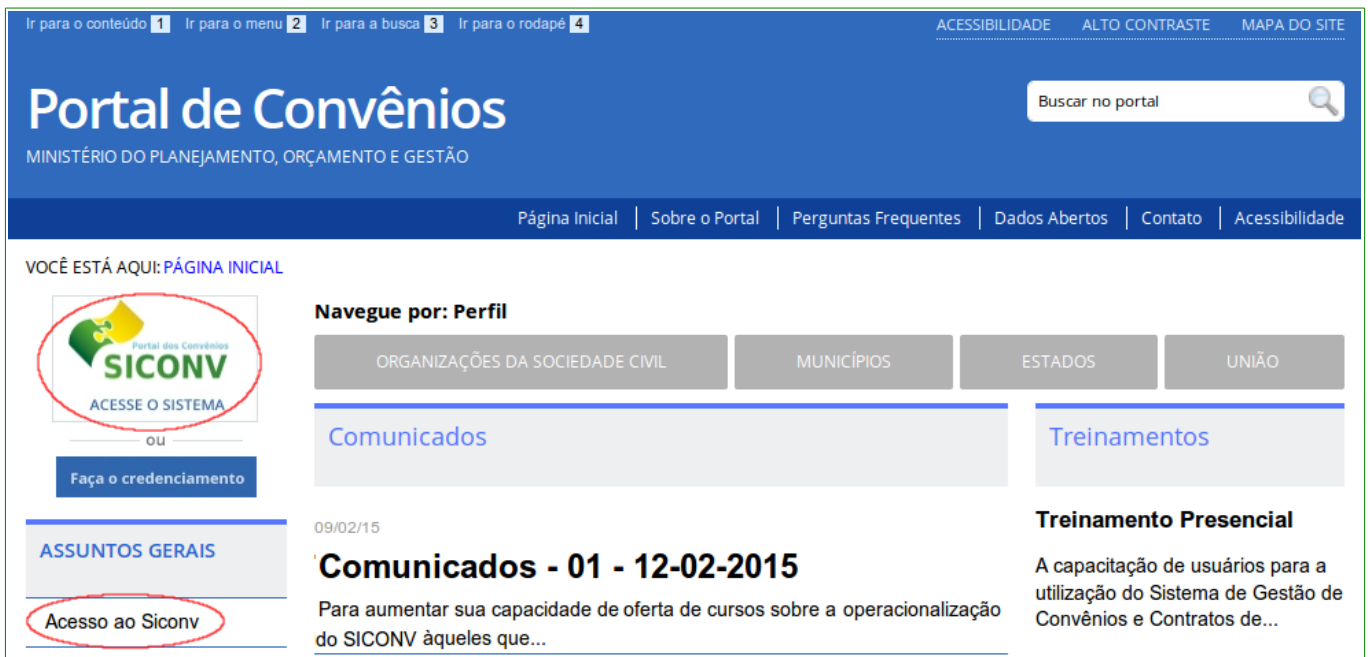 Ir para o conteúdo 1 Ir para o menu 2 Ir para a busca 3 Ir para o rodapé 4
ACESSIBILIDADE ALTO CONTRASTE MAPA DO SITE
Portal de Convênios
Buscar no portal
MINISTÉRIO DO PLANEJAMENTO, ORÇAMENTO E GESTÃO
Página Inicial Sobre o Portal Perguntas Frequentes Dados Abertos Contato Acessibilidade
VOCÊ ESTÁ AQUI: PÁGINA INICIAL
Portal dos Convênios
SICONV
ACESSE O SISTEMA
ou
Faça o credenciamento
ASSUNTOS GERAIS
Acesso ao Siconv
Navegue por: Perfil
ORGANIZAÇÕES DA SOCIEDADE CIVIL MUNICÍPIOS ESTADOS UNIÃO
Comunicados
09/02/15
Comunicados - 01 - 12-02-2015
Para aumentar sua capacidade de oferta de cursos sobre a operacionalização
do SICONV àqueles que...
Treinamentos
Treinamento Presencial
A capacitação de usuários para a
utilização do Sistema de Gestão de
Convênios e Contratos de...